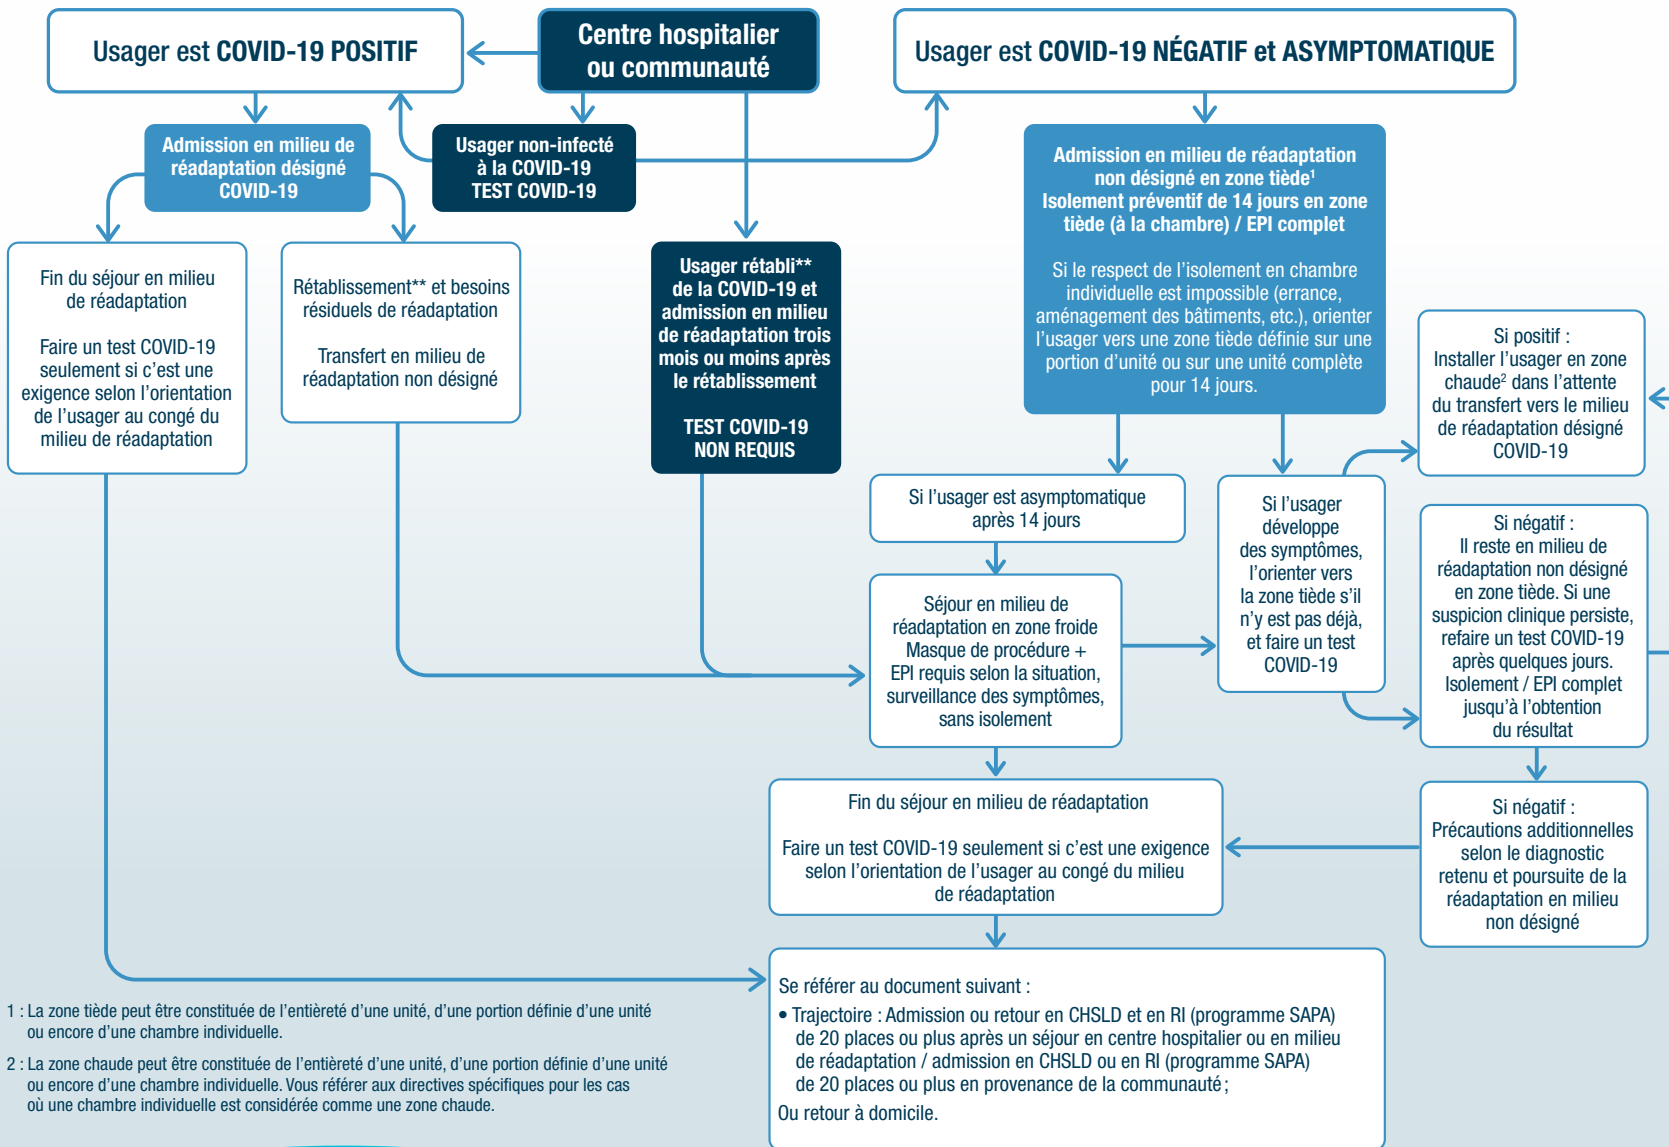 Usager est COVID-19 POSITIF
Centre hospitalier
ou communauté
Usager est COVID-19 NÉGATIF et ASYMPTOMATIQUE
Admission en milieu de
réadaptation désigné
COVID-19
Usager non-infecté
à la COVID-19
TEST COVID-19
Admission en milieu de réadaptation
non désigné en zone tiède¹
Isolement préventif de 14 jours en zone
tiède (à la chambre) / EPI complet
Si le respect de l'isolement en chambre
individuelle est impossible (errance,
aménagement des bâtiments, etc.), orienter
l'usager vers une zone tiède définie sur une
portion d'unité ou sur une unité complète
pour 14 jours.
Fin du séjour en milieu
de réadaptation
Faire un test COVID-19
seulement si c'est une
exigence selon l'orientation
de l'usager au congé du
milieu de réadaptation
Rétablissement** et besoins
résiduels de réadaptation
Transfert en milieu de
réadaptation non désigné
Usager rétabli**
de la COVID-19 et
admission en milieu
de réadaptation trois
mois ou moins après
le rétablissement
TEST COVID-19
NON REQUIS
Si positif :
Installer l'usager en zone
chaude² dans l'attente
du transfert vers le milieu
de réadaptation désigné
COVID-19
Si l'usager est asymptomatique
après 14 jours
Si l'usager
développe
des symptômes,
l'orienter vers
la zone tiède s'il
n'y est pas déjà,
et faire un test
COVID-19
Si négatif :
Il reste en milieu de
réadaptation non désigné
en zone tiède. Si une
suspicion clinique persiste,
refaire un test COVID-19
après quelques jours.
Isolement / EPI complet
jusqu'à l'obtention
du résultat
Séjour en milieu de
réadaptation en zone froide
Masque de procédure +
EPI requis selon la situation,
surveillance des symptômes,
sans isolement
Fin du séjour en milieu de réadaptation
Faire un test COVID-19 seulement si c'est une exigence
selon l'orientation de l'usager au congé du milieu
de réadaptation
Si négatif :
Précautions additionnelles
selon le diagnostic
retenu et poursuite de la
réadaptation en milieu
non désigné
Se référer au document suivant :
• Trajectoire : Admission ou retour en CHSLD et en RI (programme SAPA)
de 20 places ou plus après un séjour en centre hospitalier ou en milieu
de réadaptation / admission en CHSLD ou en RI (programme SAPA)
de 20 places ou plus en provenance de la communauté ;
Ou retour à domicile.
1 : La zone tiède peut être constituée de l'entièreté d'une unité, d'une portion définie d'une unité
ou encore d'une chambre individuelle.
2 : La zone chaude peut être constituée de l'entièreté d'une unité, d'une portion définie d'une unité
ou encore d'une chambre individuelle. Vous référer aux directives spécifiques pour les cas
où une chambre individuelle est considérée comme une zone chaude.